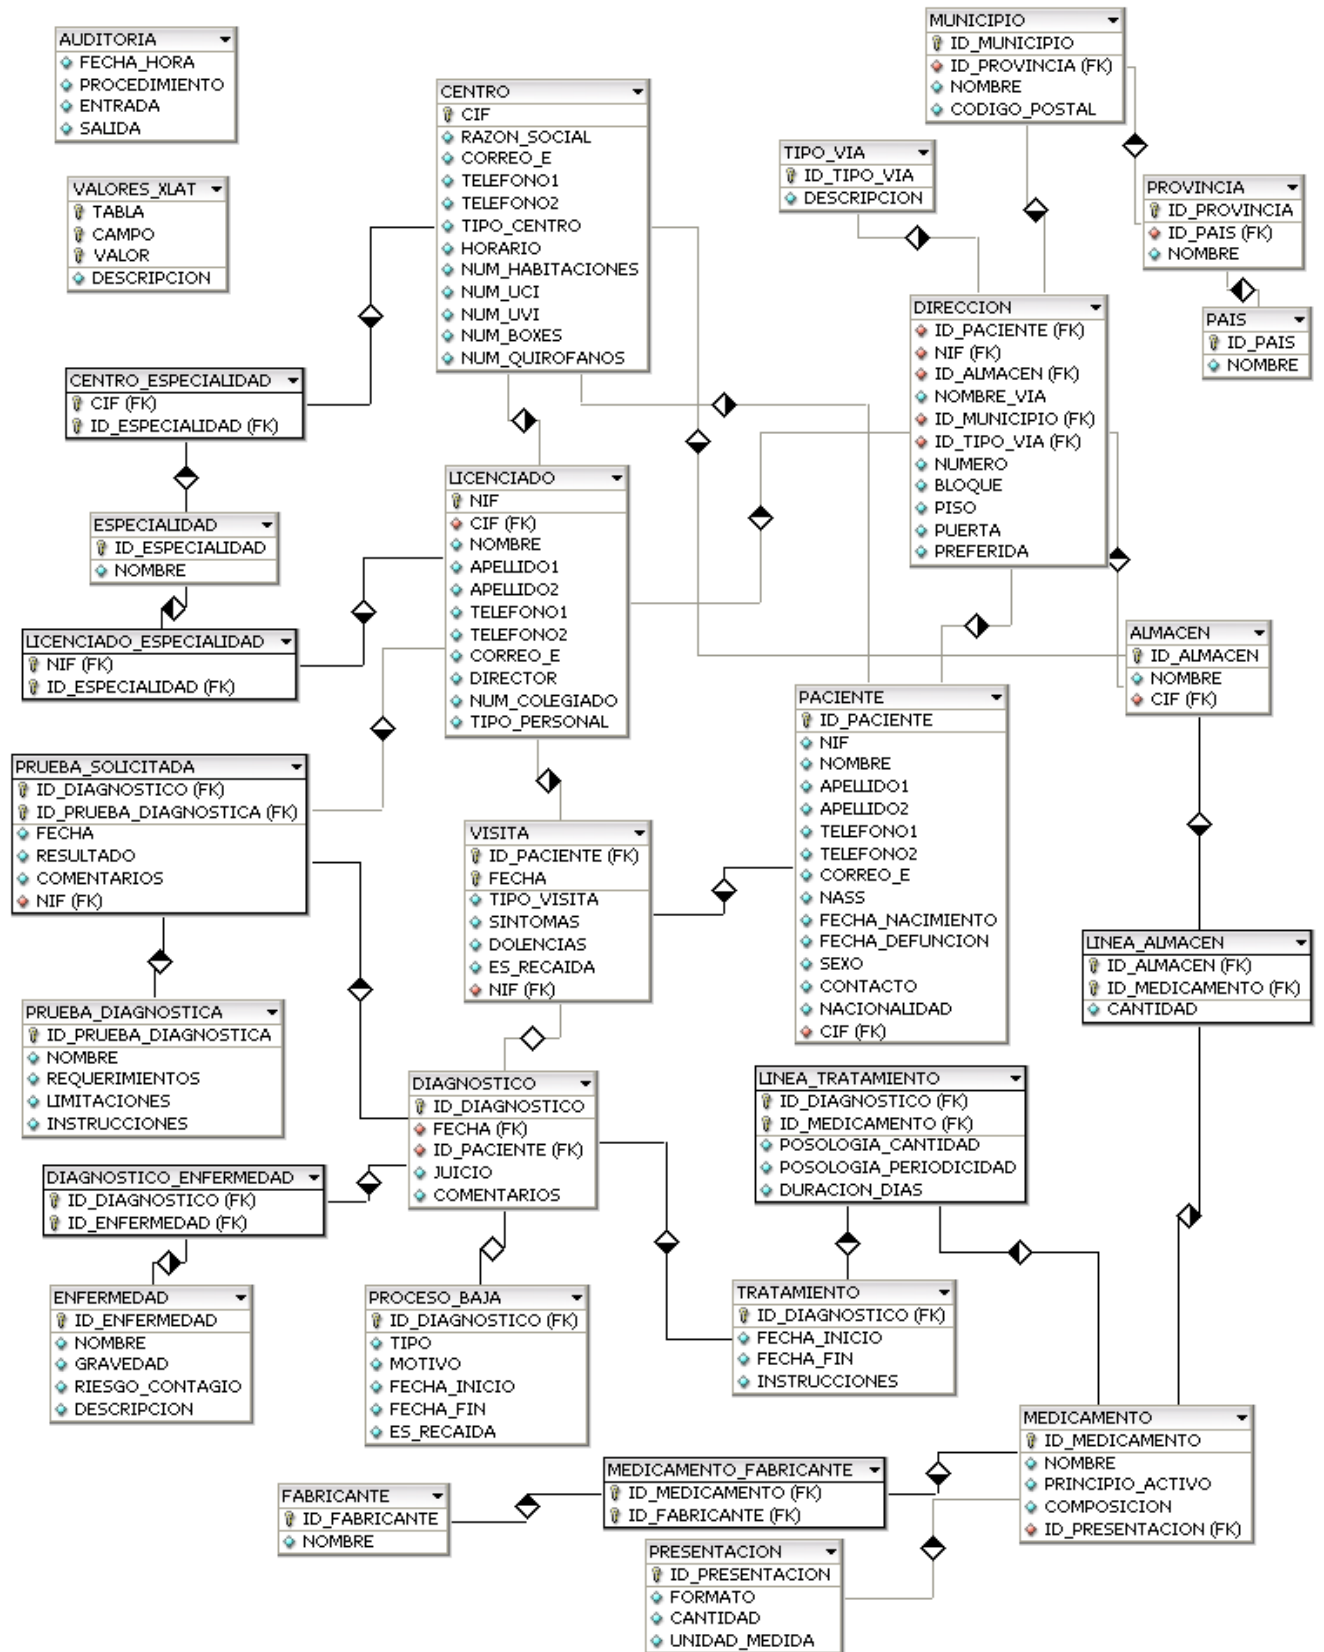 AUDITORIA
FECHA_HORA
PROCEDIMIENTO
ENTRADA
SALIDA
VALORES_XLAT
TABLA
CAMPO
VALOR
DESCRIPCION
CENTRO
CIF
RAZON_SOCIAL
CORREO_E
TELEFONO1
TELEFONO2
TIPO_CENTRO
HORARIO
NUM_HABITACIONES
NUM_UCI
NUM_UVI
NUM_BOXES
NUM_QUIROFANOS
MUNICIPIO
ID_MUNICIPIO
ID_PROVINCIA (FK)
NOMBRE
CODIGO_POSTAL
TIPO_VIA
ID_TIPO_VIA
DESCRIPCION
PROVINCIA
ID_PROVINCIA
ID_PAIS (FK)
NOMBRE
PAIS
ID_PAIS
NOMBRE
DIRECCION
ID_PACIENTE (FK)
NIF (FK)
ID_ALMACEN (FK)
NOMBRE_VIA
ID_MUNICIPIO (FK)
ID_TIPO_VIA (FK)
NUMERO
BLOQUE
PISO
PUERTA
PREFERIDA
CENTRO_ESPECIALIDAD
CIF (FK)
ID_ESPECIALIDAD (FK)
ESPECIALIDAD
ID_ESPECIALIDAD
NOMBRE
LICENCIADO_ESPECIALIDAD
NIF (FK)
ID_ESPECIALIDAD (FK)
LICENCIADO
NIF
CIF (FK)
NOMBRE
APELLIDO1
APELLIDO2
TELEFONO1
TELEFONO2
CORREO_E
DIRECTOR
NUM_COLEGIADO
TIPO_PERSONAL
ALMACEN
ID_ALMACEN
NOMBRE
CIF (FK)
PACIENTE
ID_PACIENTE
NIF
NOMBRE
APELLIDO1
APELLIDO2
TELEFONO1
TELEFONO2
CORREO_E
NASS
FECHA_NACIMIENTO
FECHA_DEFUNCION
SEXO
CONTACTO
NACIONALIDAD
CIF (FK)
PRUEBA_SOLICITADA
ID_DIAGNOSTICO (FK)
ID_PRUEBA_DIAGNOSTICA (FK)
FECHA
RESULTADO
COMENTARIOS
NIF (FK)
VISITA
ID_PACIENTE (FK)
FECHA
TIPO_VISITA
SINTOMAS
DOLENCIAS
ES_RECAIDA
NIF (FK)
LINEA_ALMACEN
ID_ALMACEN (FK)
ID_MEDICAMENTO (FK)
CANTIDAD
PRUEBA_DIAGNOSTICA
ID_PRUEBA_DIAGNOSTICA
NOMBRE
REQUERIMIENTOS
LIMITACIONES
INSTRUCCIONES
DIAGNOSTICO
ID_DIAGNOSTICO
FECHA (FK)
ID_PACIENTE (FK)
JUICIO
COMENTARIOS
LINEA_TRATAMIENTO
ID_DIAGNOSTICO (FK)
ID_MEDICAMENTO (FK)
POSOLOGIA_CANTIDAD
POSOLOGIA_PERIODICIDAD
DURACION_DIAS
DIAGNOSTICO_ENFERMEDAD
ID_DIAGNOSTICO (FK)
ID_ENFERMEDAD (FK)
ENFERMEDAD
ID_ENFERMEDAD
NOMBRE
GRAVEDAD
RIESGO_CONTAGIO
DESCRIPCION
PROCESO_BAJA
ID_DIAGNOSTICO (FK)
TIPO
MOTIVO
FECHA_INICIO
FECHA_FIN
ES_RECAIDA
TRATAMIENTO
ID_DIAGNOSTICO (FK)
FECHA_INICIO
FECHA_FIN
INSTRUCCIONES
MEDICAMENTO
ID_MEDICAMENTO
NOMBRE
PRINCIPIO_ACTIVO
COMPOSICION
ID_PRESENTACION (FK)
FABRICANTE
ID_FABRICANTE
NOMBRE
MEDICAMENTO_FABRICANTE
ID_MEDICAMENTO (FK)
ID_FABRICANTE (FK)
PRESENTACION
ID_PRESENTACION
FORMATO
CANTIDAD
UNIDAD_MEDIDA